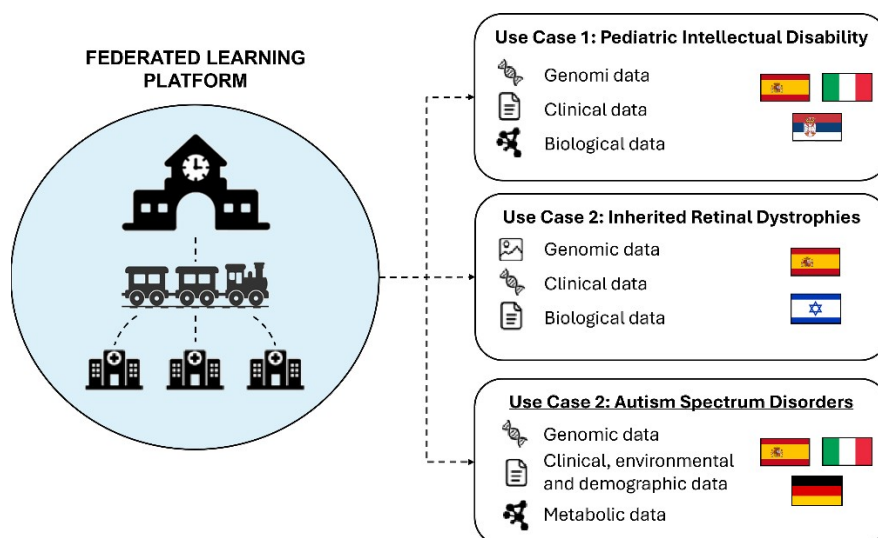 FEDERATED LEARNING
PLATFORM
Use Case 1: Pediatric Intellectual Disability
Genomi data
Clinical data
Biological data
Use Case 2: Inherited Retinal Dystrophies
Genomic data
Clinical data
Biological data
Use Case 2: Autism Spectrum Disorders
Genomic data
Clinical, environmental
and demographic data
Metabolic data